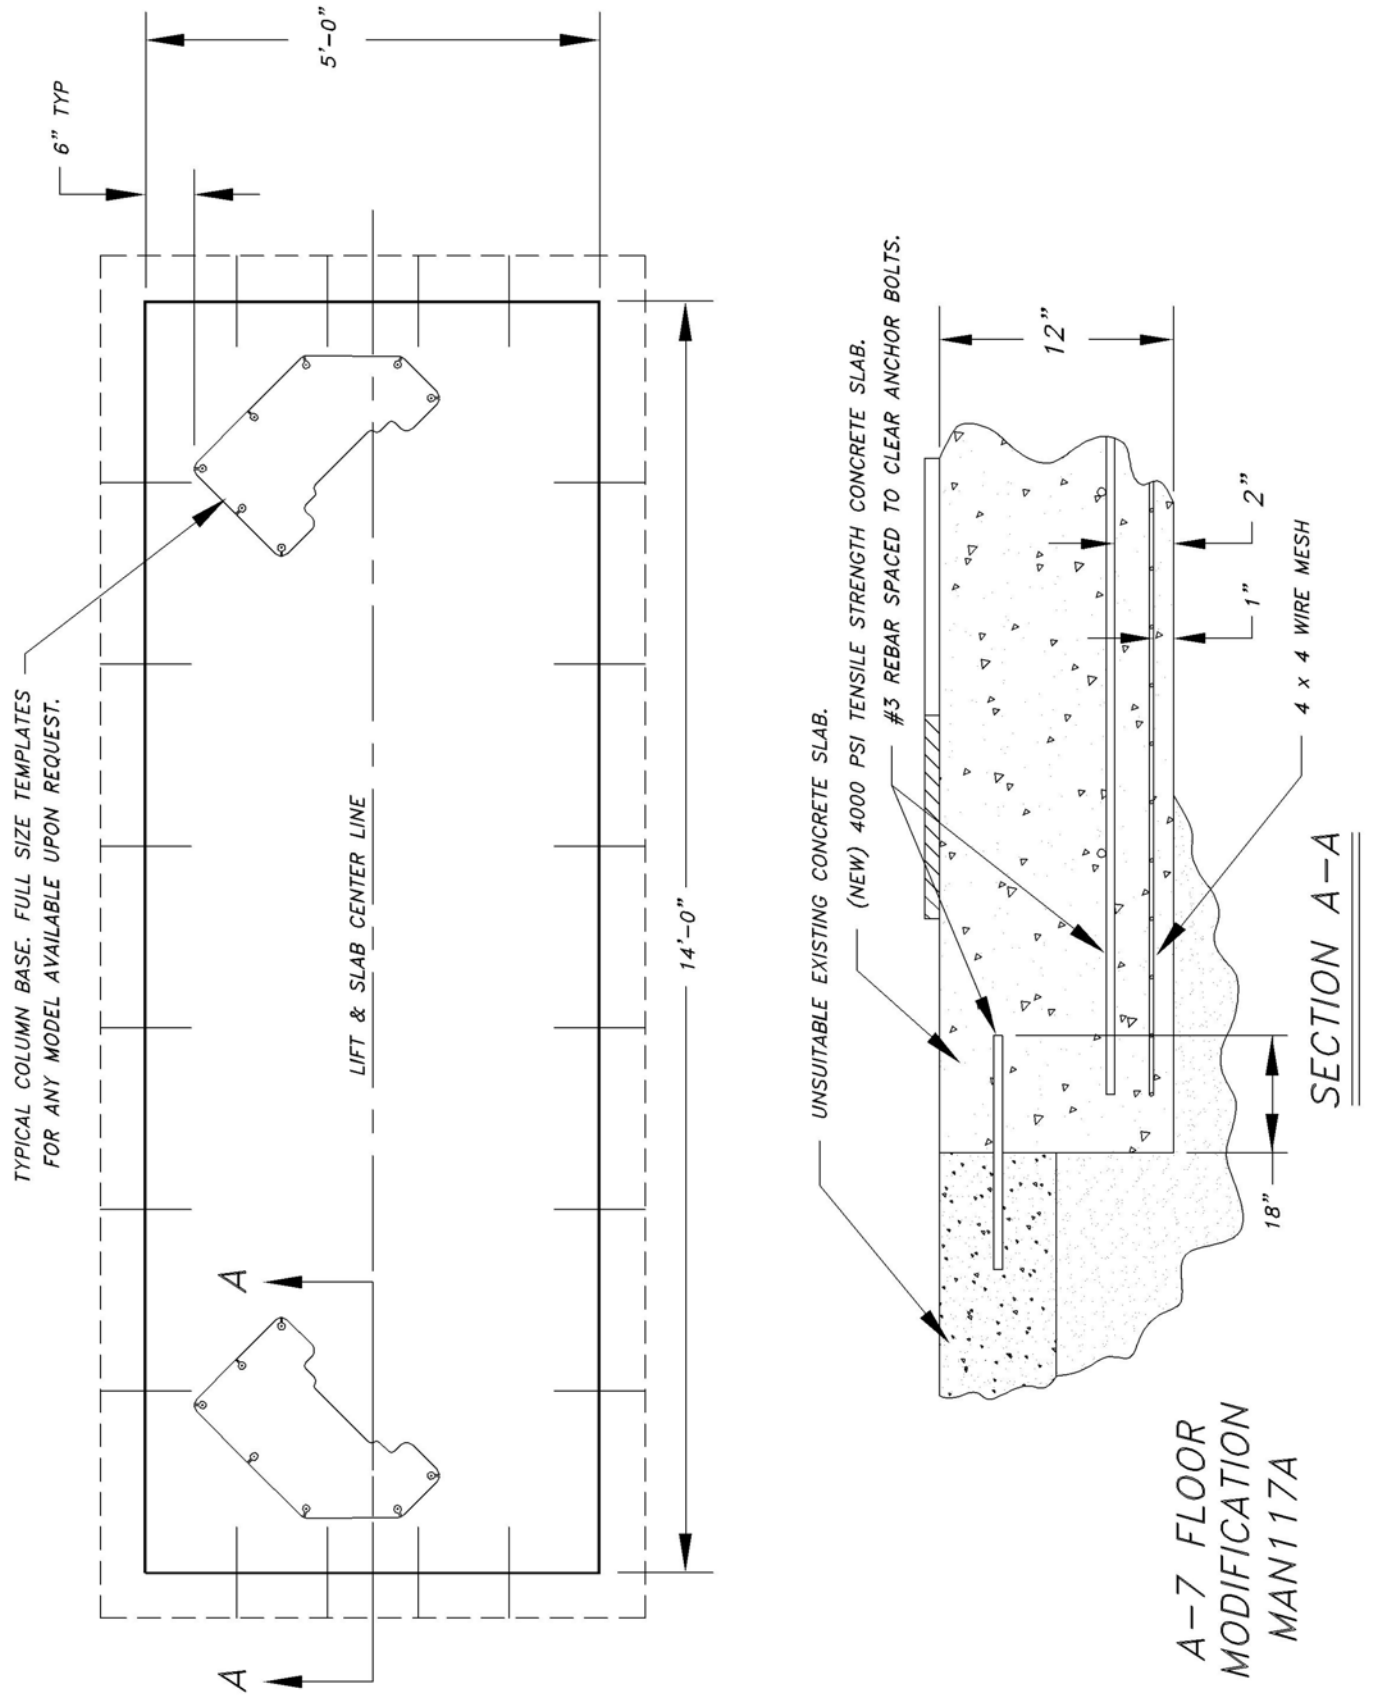 TYPICAL COLUMN BASE. FULL SIZE TEMPLATES
FOR ANY MODEL AVAILABLE UPON REQUEST.
6" TYP
5'-0"
LIFT & SLAB CENTER LINE
A
A
14'-0"
UNSUITABLE EXISTING CONCRETE SLAB.
(NEW) 4000 PSI TENSILE STRENGTH CONCRETE SLAB.
#3 REBAR SPACED TO CLEAR ANCHOR BOLTS.
12"
2"
1"
4 x 4 WIRE MESH
18"
SECTION A-A
A-7 FLOOR
MODIFICATION
MAN117A